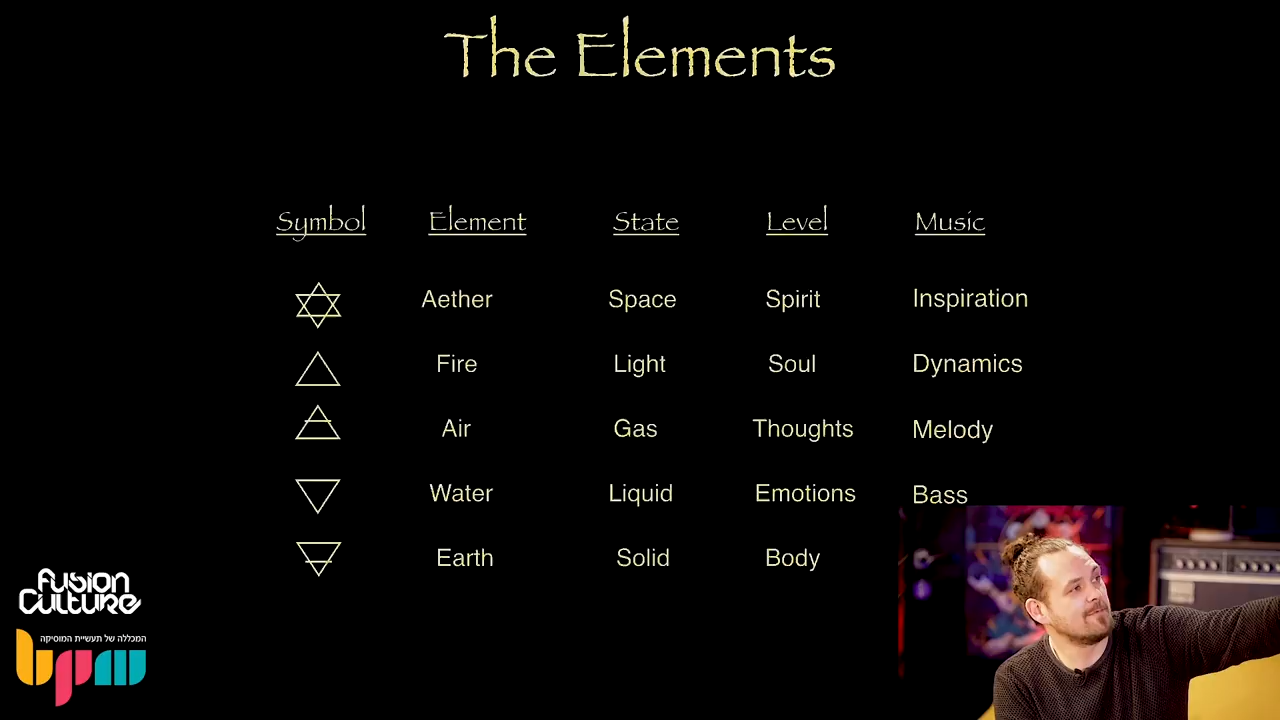 The Elements
Symbol Element State Level Music
Aether Space Spirit Inspiration
Fire Light Soul Dynamics
Air Gas Thoughts Melody
Water Liquid Emotions Bass
Earth Solid Body
fusion
culture
המכללה של תעשיית המוסיקה
bpm